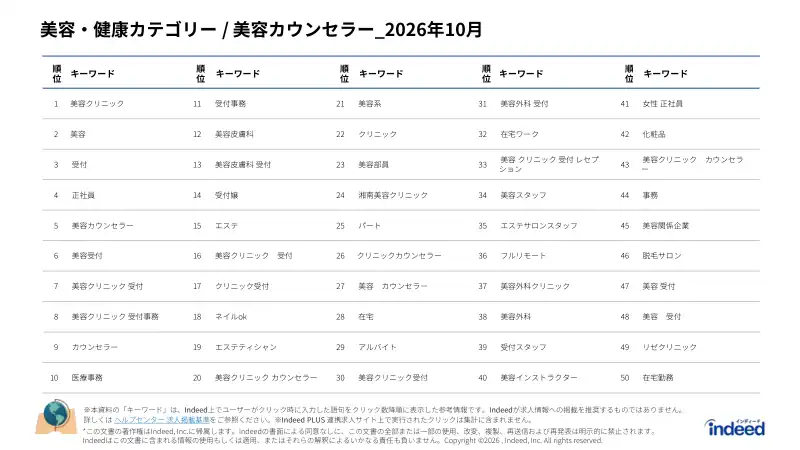 美容・健康カテゴリー / 美容カウンセラー_2026年10月
順位 キーワード 順位 キーワード 順位 キーワード 順位 キーワード 順位 キーワード
1 美容クリニック 11 受付事務 21 美容系 31 美容外科 受付 41 女性 正社員
2 美容 12 美容皮膚科 22 クリニック 32 在宅ワーク 42 化粧品
3 受付 13 美容皮膚科 受付 23 美容部員 33 美容 クリニック 受付 レセプション 43 美容クリニック　カウンセラー
4 正社員 14 受付嬢 24 湘南美容クリニック 34 美容スタッフ 44 事務
5 美容カウンセラー 15 エステ 25 パート 35 エステサロンスタッフ 45 美容関係企業
6 美容受付 16 美容クリニック　受付 26 クリニックカウンセラー 36 フルリモート 46 脱毛サロン
7 美容クリニック 受付 17 クリニック受付 27 美容　カウンセラー 37 美容外科クリニック 47 美容 受付
8 美容クリニック 受付事務 18 ネイルok 28 在宅 38 美容外科 48 美容　受付
9 カウンセラー 19 エステティシャン 29 アルバイト 39 受付スタッフ 49 リゼクリニック
10 医療事務 20 美容クリニック カウンセラー 30 美容クリニック受付 40 美容インストラクター 50 在宅勤務
※本資料の「キーワード」は、Indeed上でユーザーがクリック時に入力した語句をクリック数降順に表示した参考情報です。Indeedが求人情報への掲載を推奨するものではありません。
詳しくは ヘルプセンター 求人掲載基準をご参照ください。※Indeed PLUS 連携求人サイト上で実行されたクリックは集計に含まれません。
*この文書の著作権はIndeed, Inc.に帰属します。Indeedの書面による同意なしに、この文書の全部または一部の使用、改変、複製、再送信および再発表は明示的に禁止されます。
Indeedはこの文書に含まれる情報の使用もしくは適用、またはそれらの解釈によるいかなる責任も負いません。Copyright ©2026 , Indeed, Inc. All rights reserved.
インディード
indeed